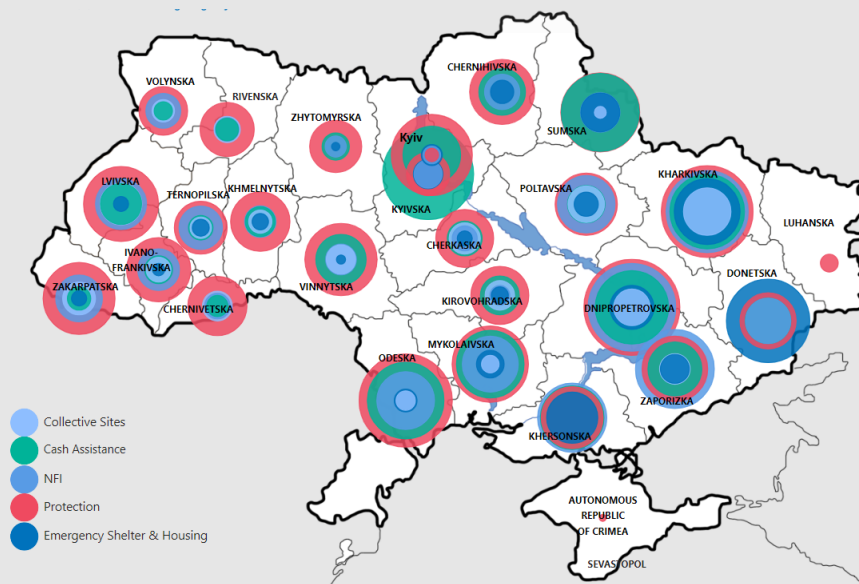 CHERNIHIVSKA
VOLYNSKA
RIVENSKA
ZHYTOMYRSKA
SUMSKA
Kyiv
KYIVSKA
LVIVSKA
TERNOPILSKA
KHMELNYTSKA
POLTAVSKA
KHARKIVSKA
LUHANSKA
CHERKASKA
IVANO-
FRANKIVSKA
ZAKARPATSKA
CHERNIVETSKA
VINNYTSKA
KIROVOHRADSKA
DNIPROPETROVSKA
DONETSKA
MYKOLAIVSKA
ODESKA
ZAPORIZKA
KHERSONSKA
Collective Sites
Cash Assistance
NFI
Protection
Emergency Shelter & Housing
AUTONOMOUS
REPUBLIC
OF CRIMEA
SEVASTOPOL